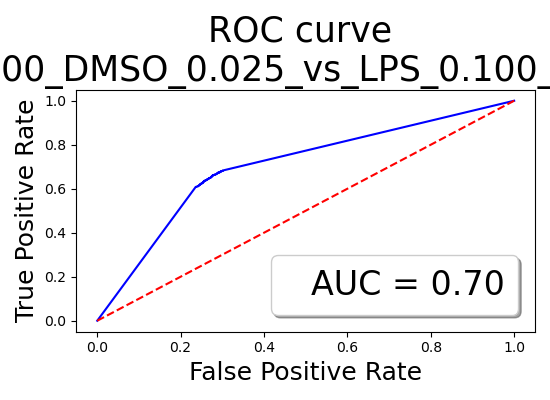 ROC curve
00_DMSO_0.025_vs_LPS_0.100_
True Positive Rate
1.0
0.8
0.6
0.4
0.2
0.0
AUC = 0.70
0.0 0.2 0.4 0.6 0.8 1.0
False Positive Rate